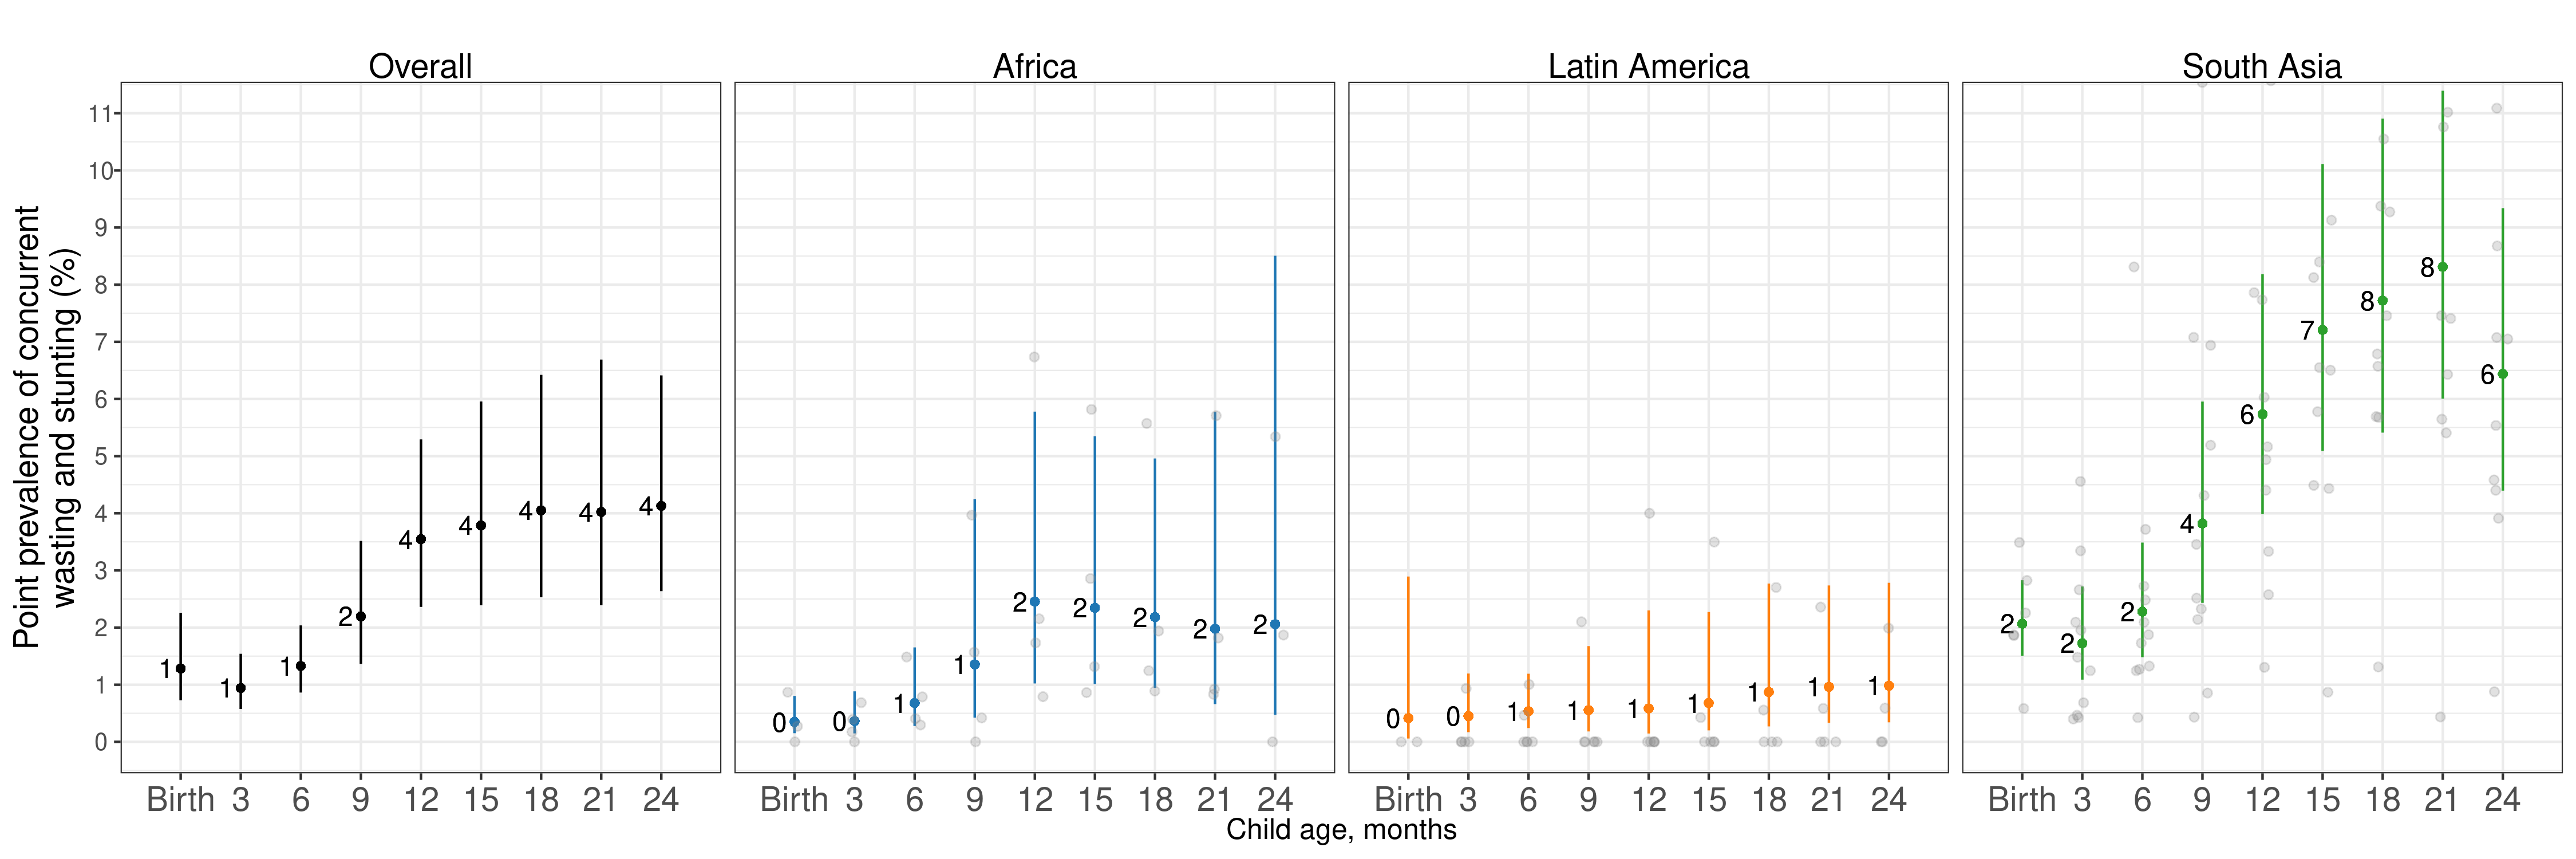 Overall
Africa
Latin America
South Asia
Point prevalence of concurrent
wasting and stunting (%)
11
10
9
8
7
6
5
4
3
2
1
0
1 1 1 2 4 4 4 4 4
0 0 1 1 2 2 2 2 2
0 0 1 1 1 1 1 1 1
2 2 2 4 6 7 8 8 6
Birth 3 6 9 12 15 18 21 24
Birth 3 6 9 12 15 18 21 24
Birth 3 6 9 12 15 18 21 24
Birth 3 6 9 12 15 18 21 24
Child age, months